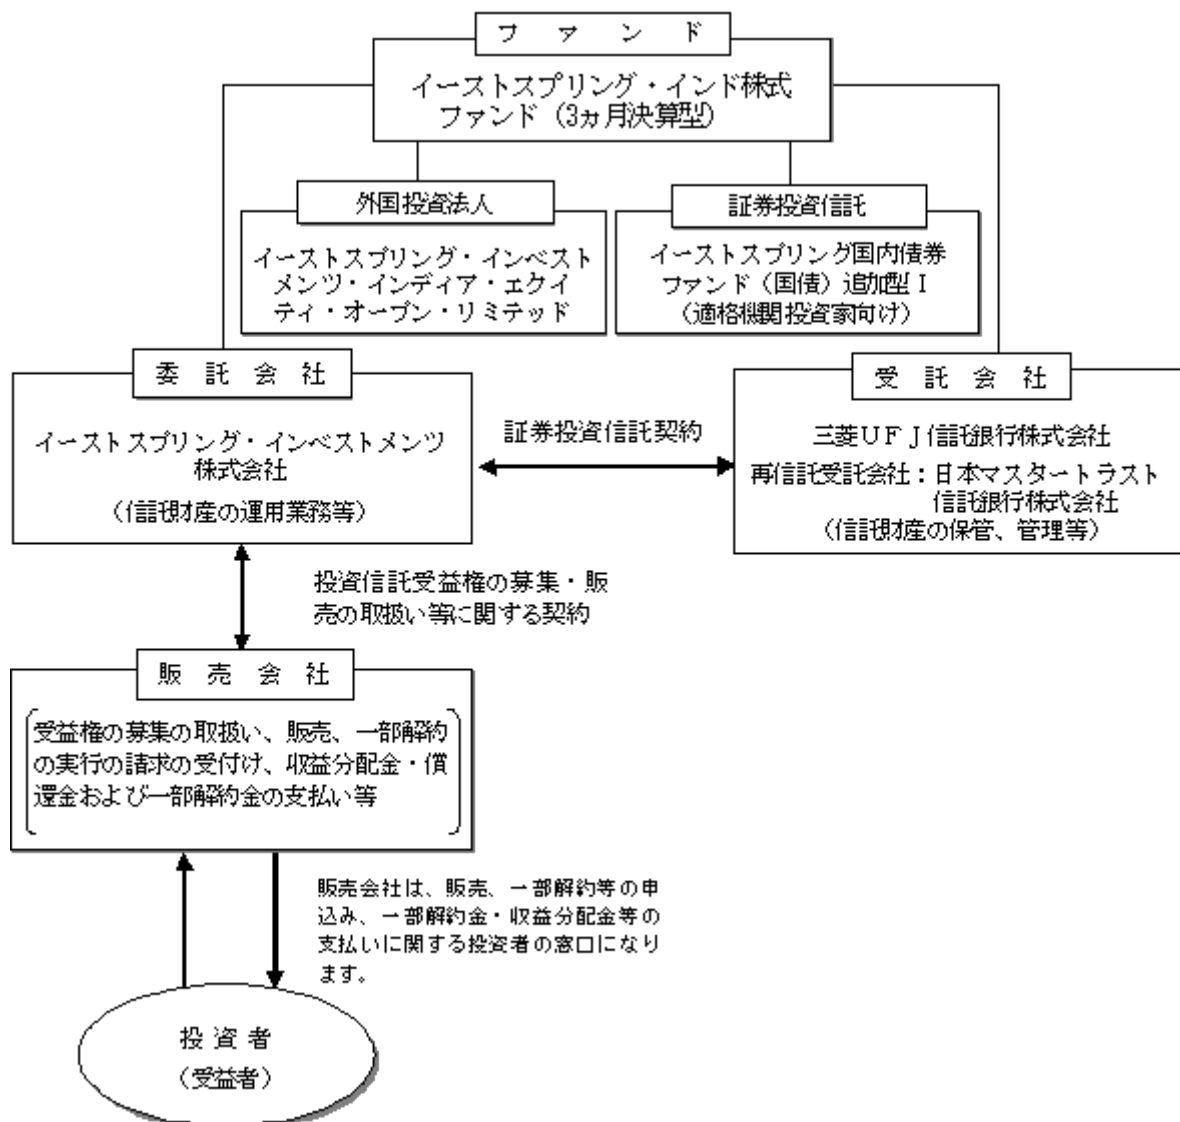 ファンド
イーストスプリング・インド株式
ファンド（3ヵ月決算型）
外国投資法人
イーストスプリング・インベスト
メンツ・インディア・エクイ
ティ・オープン・リミテッド
証券投資信託
イーストスプリング国内債券
ファンド（国債）追加型Ⅰ
（適格機関投資家向け）
委託会社
イーストスプリング・インベストメンツ
株式会社
（信託財産の運用業務等）
証券投資信託契約
受託会社
三菱ＵＦＪ信託銀行株式会社
再信託受託会社：日本マスタートラスト
信託銀行株式会社
（信託財産の保管、管理等）
投資信託受益権の募集・販
売の取扱い等に関する契約
販売会社
受益権の募集の取扱い、販売、一部解約
の実行の請求の受付け、収益分配金・償
還金および一部解約金の支払い等
販売会社は、販売、一部解約等の申
込み、一部解約金・収益分配金等の
支払いに関する投資者の窓口になり
ます。
投資者
（受益者）